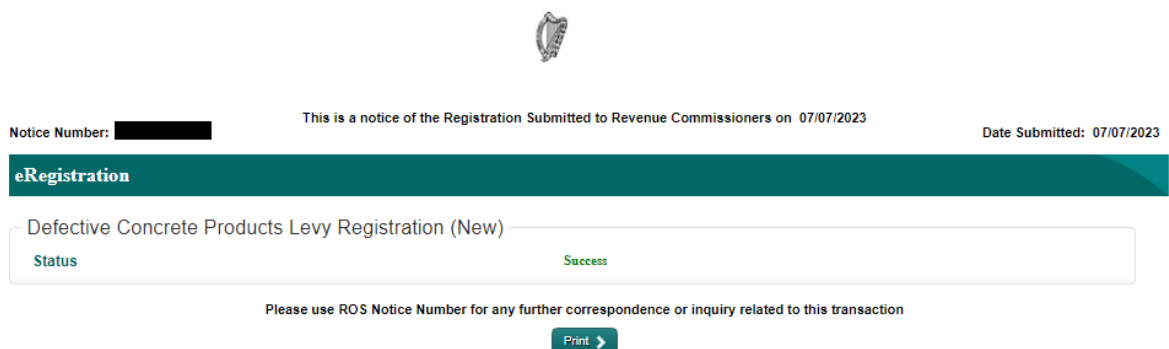 This is a notice of the Registration Submitted to Revenue Commissioners on 07/07/2023
Notice Number:
Date Submitted: 07/07/2023
eRegistration
Defective Concrete Products Levy Registration (New)
Status Success
Please use ROS Notice Number for any further correspondence or inquiry related to this transaction
Print